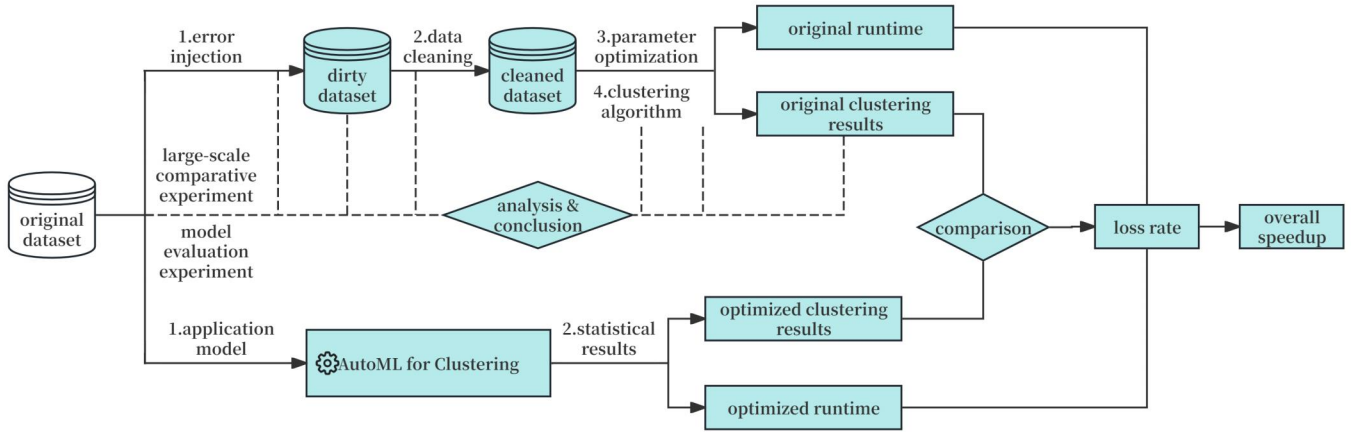 original
dataset
1.error
injection
dirty
dataset
2.data
cleaning
cleaned
dataset
3.parameter
optimization
4.clustering
algorithm
original runtime
original clustering
results
large-scale
comparative
experiment
model
evaluation
experiment
analysis &
conclusion
comparison
loss rate
overall
speedup
1.application
model
AutoML for Clustering
2.statistical
results
optimized clustering
results
optimized runtime